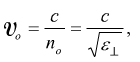 v_o = c/n_o = c/√ε_⊥ ,